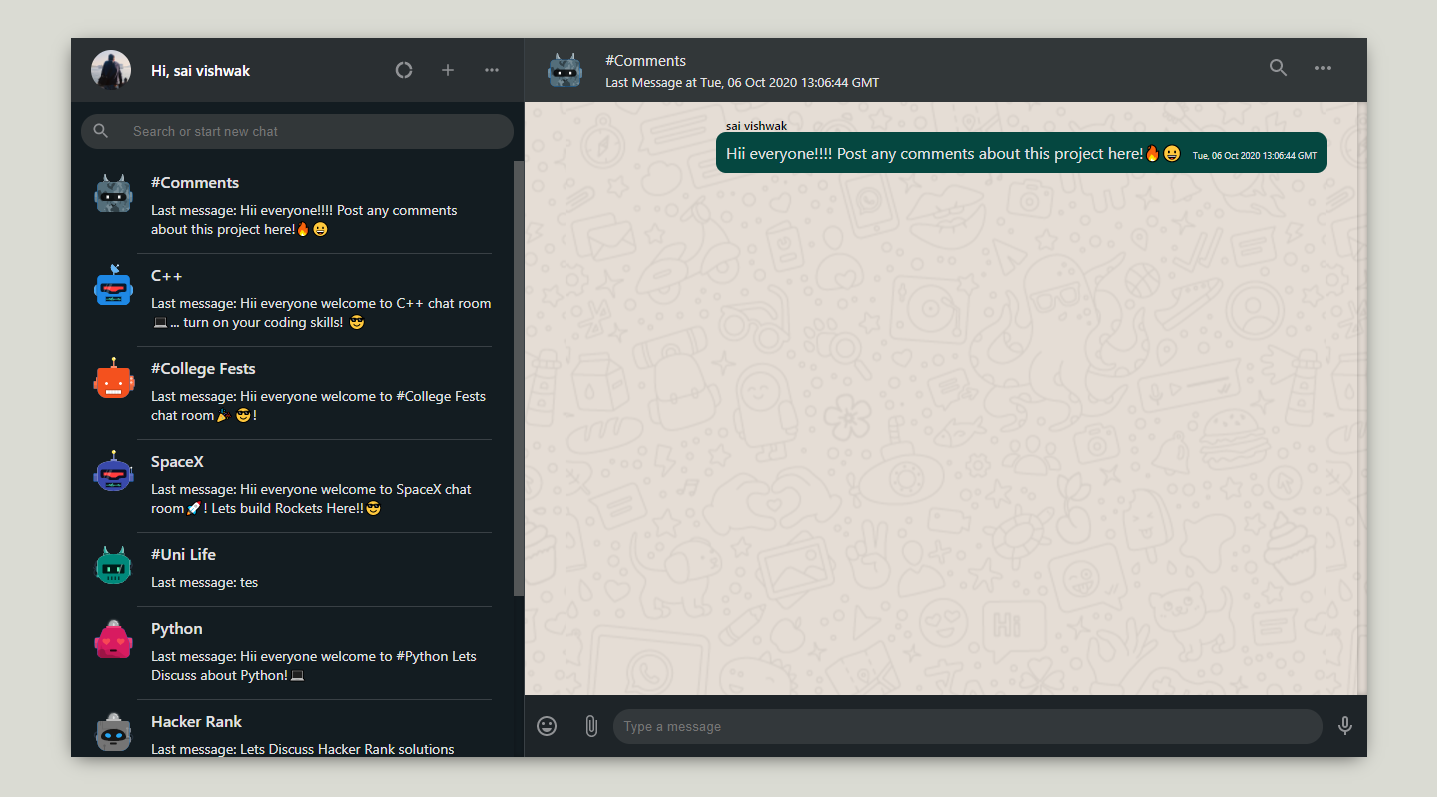 Hi, sai vishwak
Search or start new chat
#Comments
Last message: Hii everyone!!!! Post any comments
about this project here!🔥😀
C++
Last message: Hii everyone welcome to C++ chat room
💻... turn on your coding skills! 😎
#College Fests
Last message: Hii everyone welcome to #College Fests
chat room🎉😎!
SpaceX
Last message: Hii everyone welcome to SpaceX chat
room🚀! Lets build Rockets Here!!😎
#Uni Life
Last message: tes
Python
Last message: Hii everyone welcome to #Python Lets
Discuss about Python!💻
Hacker Rank
Last message: Lets Discuss Hacker Rank solutions
#Comments
Last Message at Tue, 06 Oct 2020 13:06:44 GMT
sai vishwak
Hii everyone!!!! Post any comments about this project here!🔥😀 Tue, 06 Oct 2020 13:06:44 GMT
Hi
Type a message